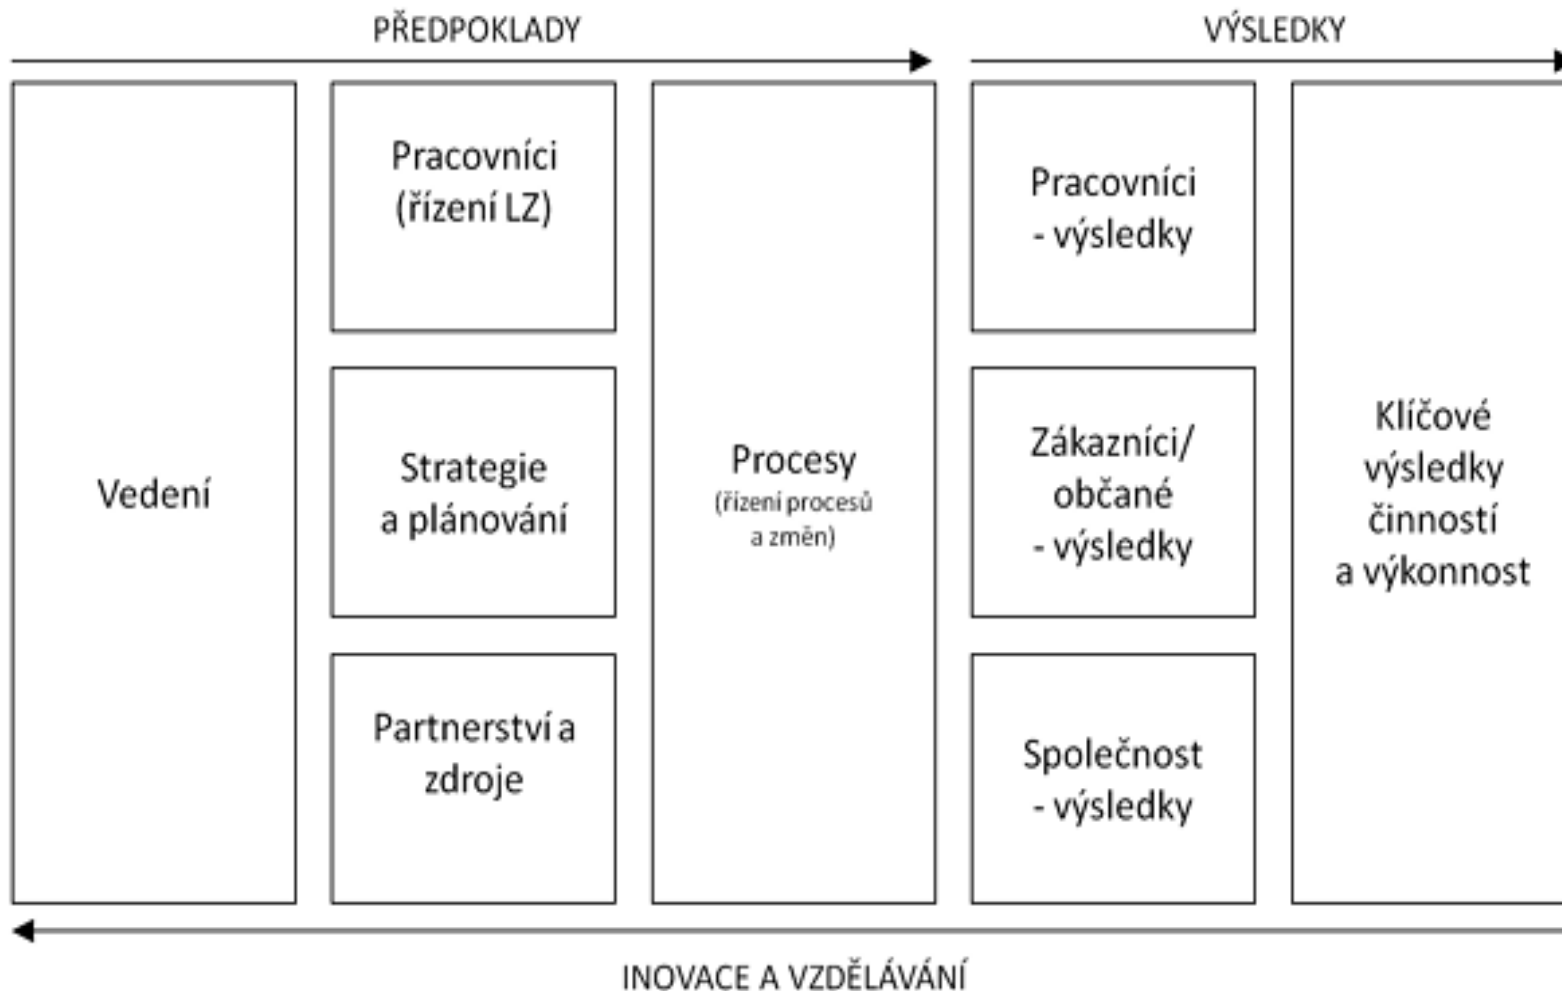 PŘEDPOKLADY
VÝSLEDKY
Vedení
Pracovníci
(řízení LZ)
Strategie
a plánování
Partnerství a
zdroje
Procesy
(řízení procesů
a změn)
Pracovníci
- výsledky
Zákazníci/
občané
- výsledky
Společnost
- výsledky
Klíčové
výsledky
činností
a výkonnost
INOVACE A VZDĚLÁVÁNÍ